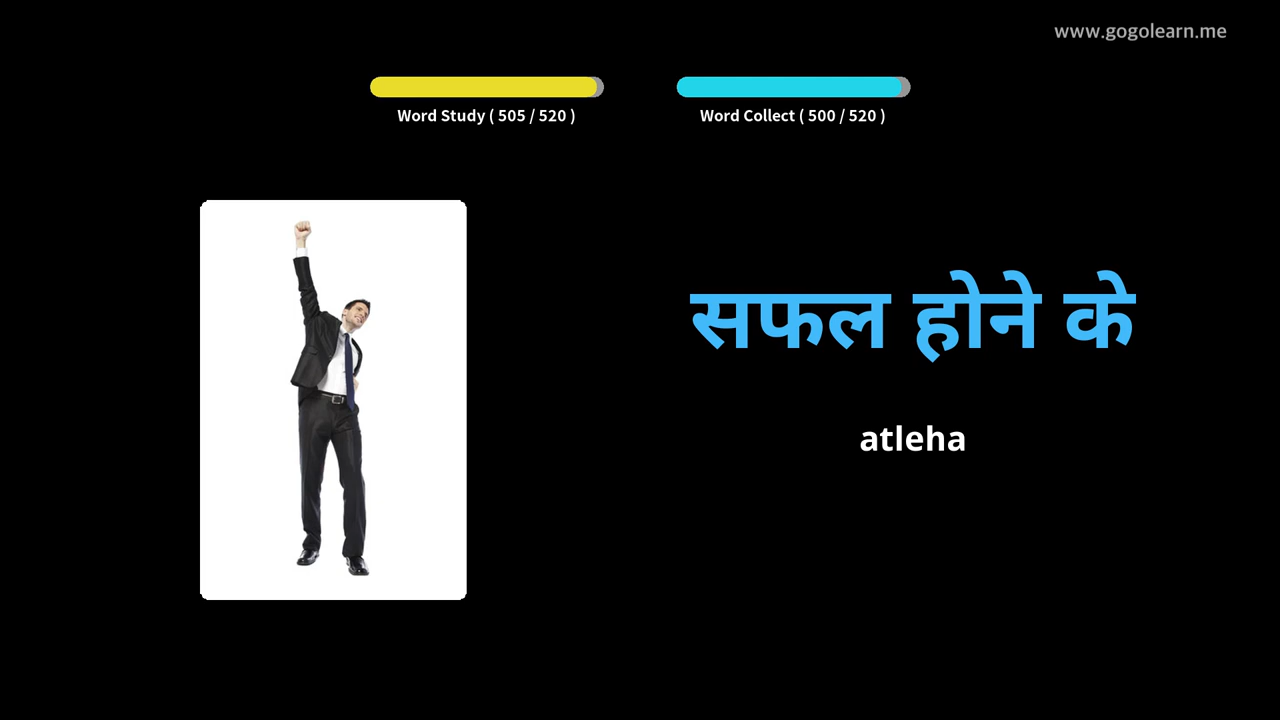 www.gogolearn.me
Word Study ( 505 / 520 )
Word Collect ( 500 / 520 )
सफल होने के
atleha